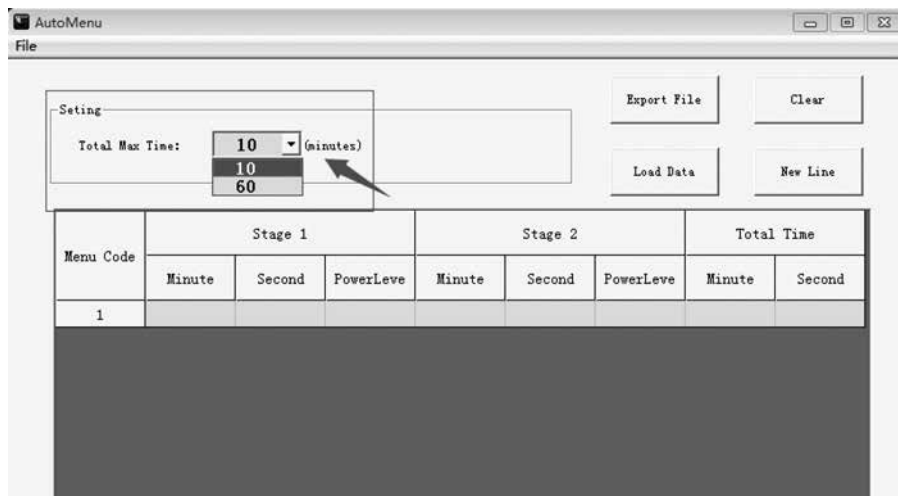 AutoMenu
File
Seting
Total Max Time: 10 (minutes)
10
60
Export File Clear
Load Data New Line
Menu Code Stage 1 Stage 2 Total Time
Minute Second PowerLeve Minute Second PowerLeve Minute Second
1